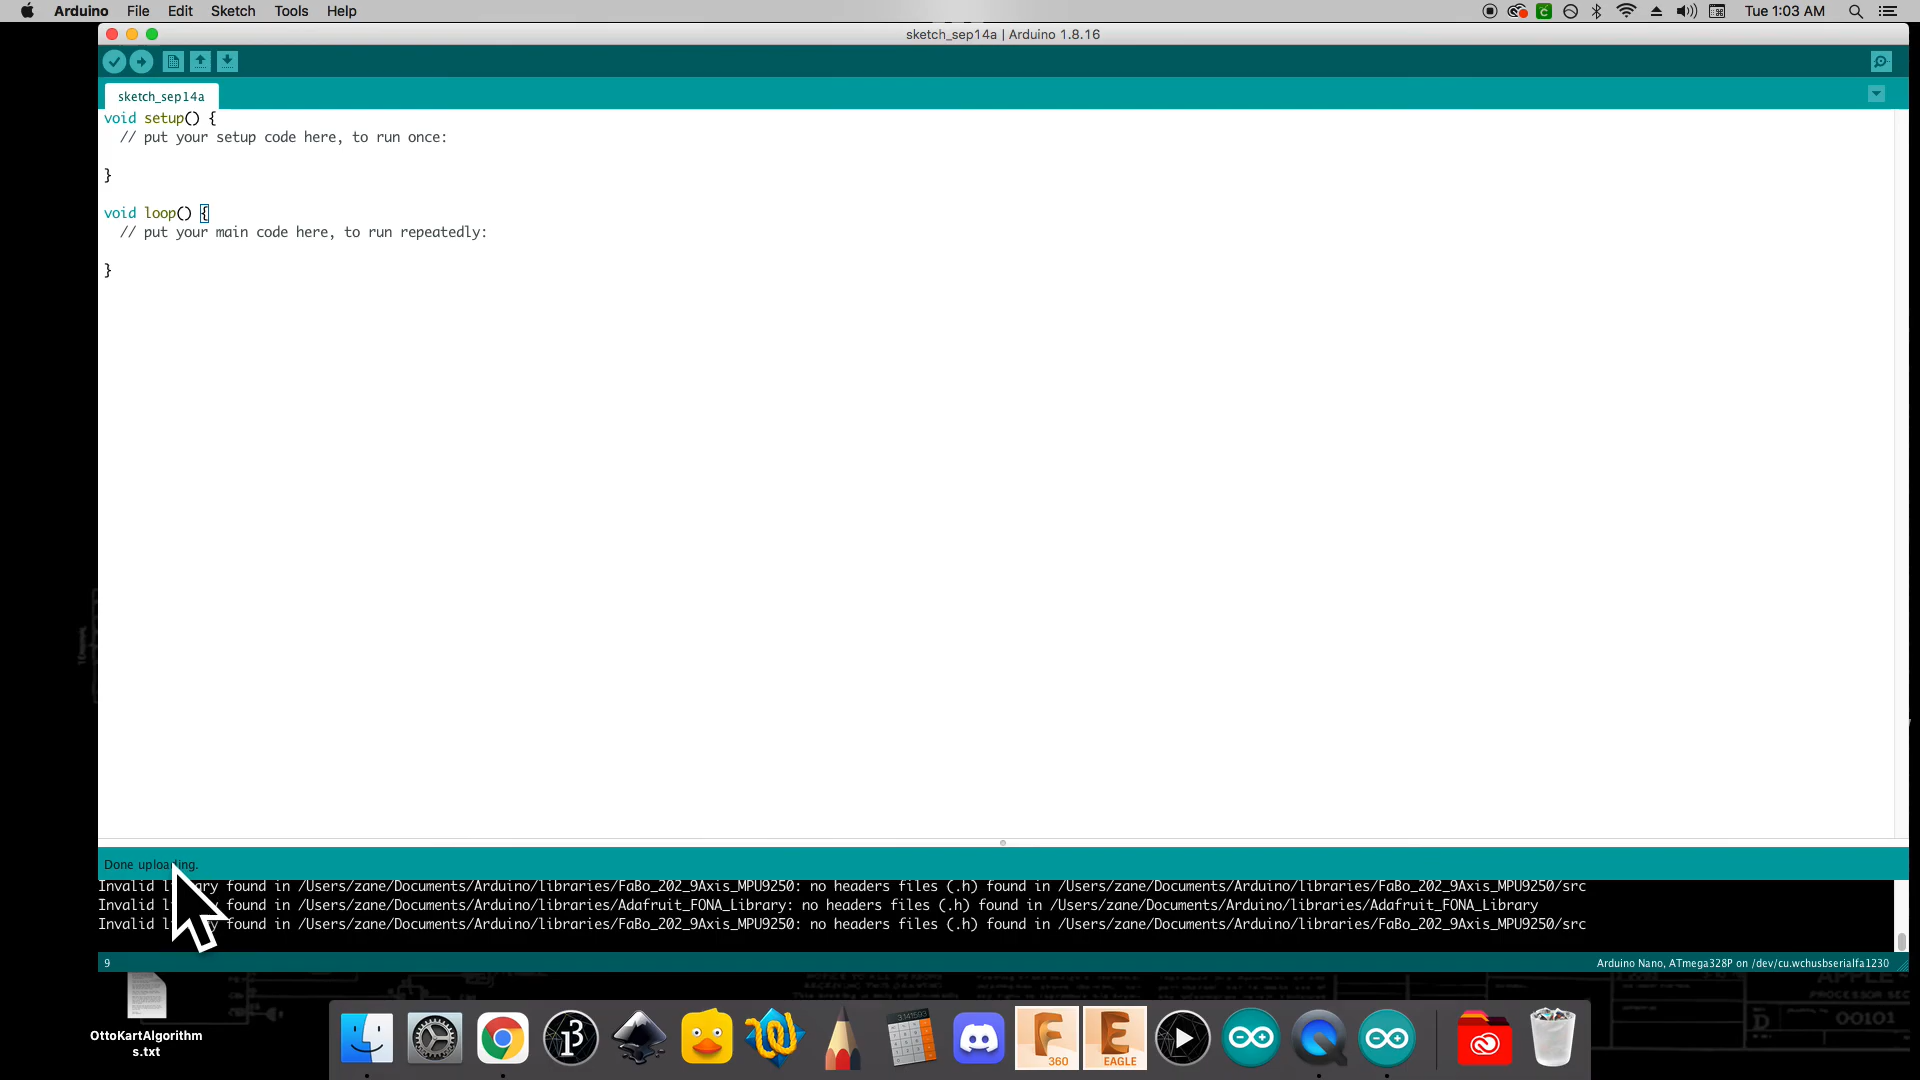 Arduino File Edit Sketch Tools Help Tue 1:03 AM
sketch_sep14a | Arduino 1.8.16
sketch_sep14a
void setup() {
// put your setup code here, to run once:
}
void loop() {
// put your main code here, to run repeatedly:
}
Done uploading.
Invalid library found in /Users/zane/Documents/Arduino/libraries/FaBo_202_9Axis_MPU9250: no headers files (.h) found in /Users/zane/Documents/Arduino/libraries/FaBo_202_9Axis_MPU9250/src
Invalid library found in /Users/zane/Documents/Arduino/libraries/Adafruit_FONA_Library: no headers files (.h) found in /Users/zane/Documents/Arduino/libraries/Adafruit_FONA_Library
Invalid library found in /Users/zane/Documents/Arduino/libraries/FaBo_202_9Axis_MPU9250: no headers files (.h) found in /Users/zane/Documents/Arduino/libraries/FaBo_202_9Axis_MPU9250/src
9 Arduino Nano, ATmega328P on /dev/cu.wchusbserialfa1230
OttoKartAlgorithm
s.txt
360
EAGLE
D 00101